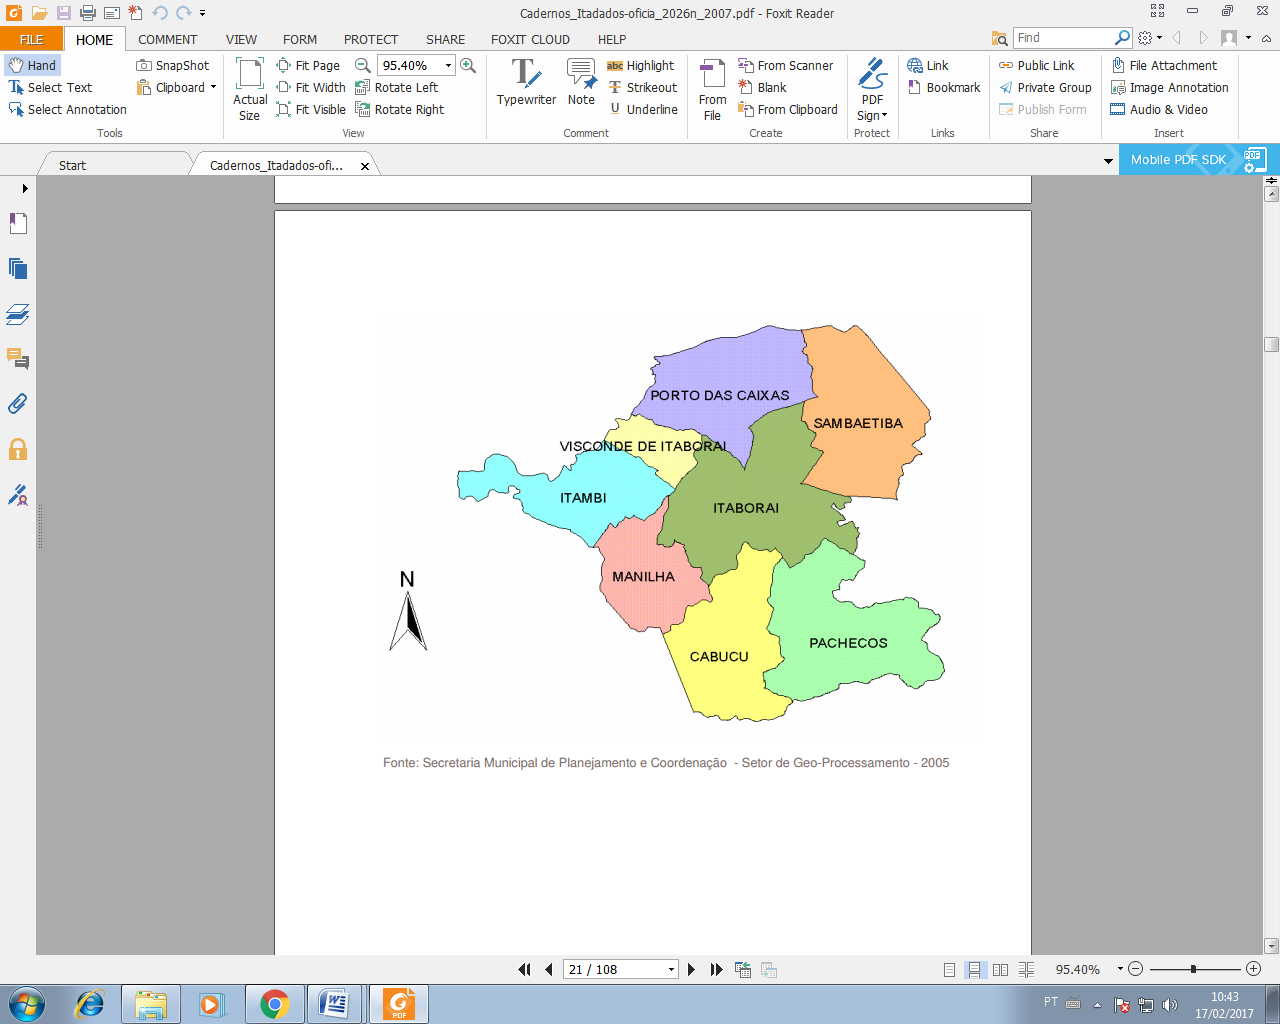 Cadernos_Itadados-oficia_2026n_2007.pdf - Foxit Reader
FILE HOME COMMENT VIEW FORM PROTECT SHARE FOXIT CLOUD HELP Find
Hand SnapShot Fit Page 95.40% Highlight From Scanner Link Public Link File Attachment
Select Text Clipboard Fit Width Rotate Left Strikeout Blank Bookmark Private Group Image Annotation
Select Annotation Fit Visible Rotate Right Underline From Clipboard Publish Form Audio & Video
Actual Size
Typewriter Note
From File
PDF Sign
Tools View Comment Create Protect Links Share Insert
Start Cadernos_Itadados-ofi... Mobile PDF SDK
PORTO DAS CAIXAS
SAMBAETIBA
VISCONDE DE ITABORAI
ITAMBI
ITABORAI
MANILHA
N
PACHECOS
CABUCU
Fonte: Secretaria Municipal de Planejamento e Coordenação - Setor de Geo-Processamento - 2005
21 / 108 95.40%
PT 10:43
17/02/2017